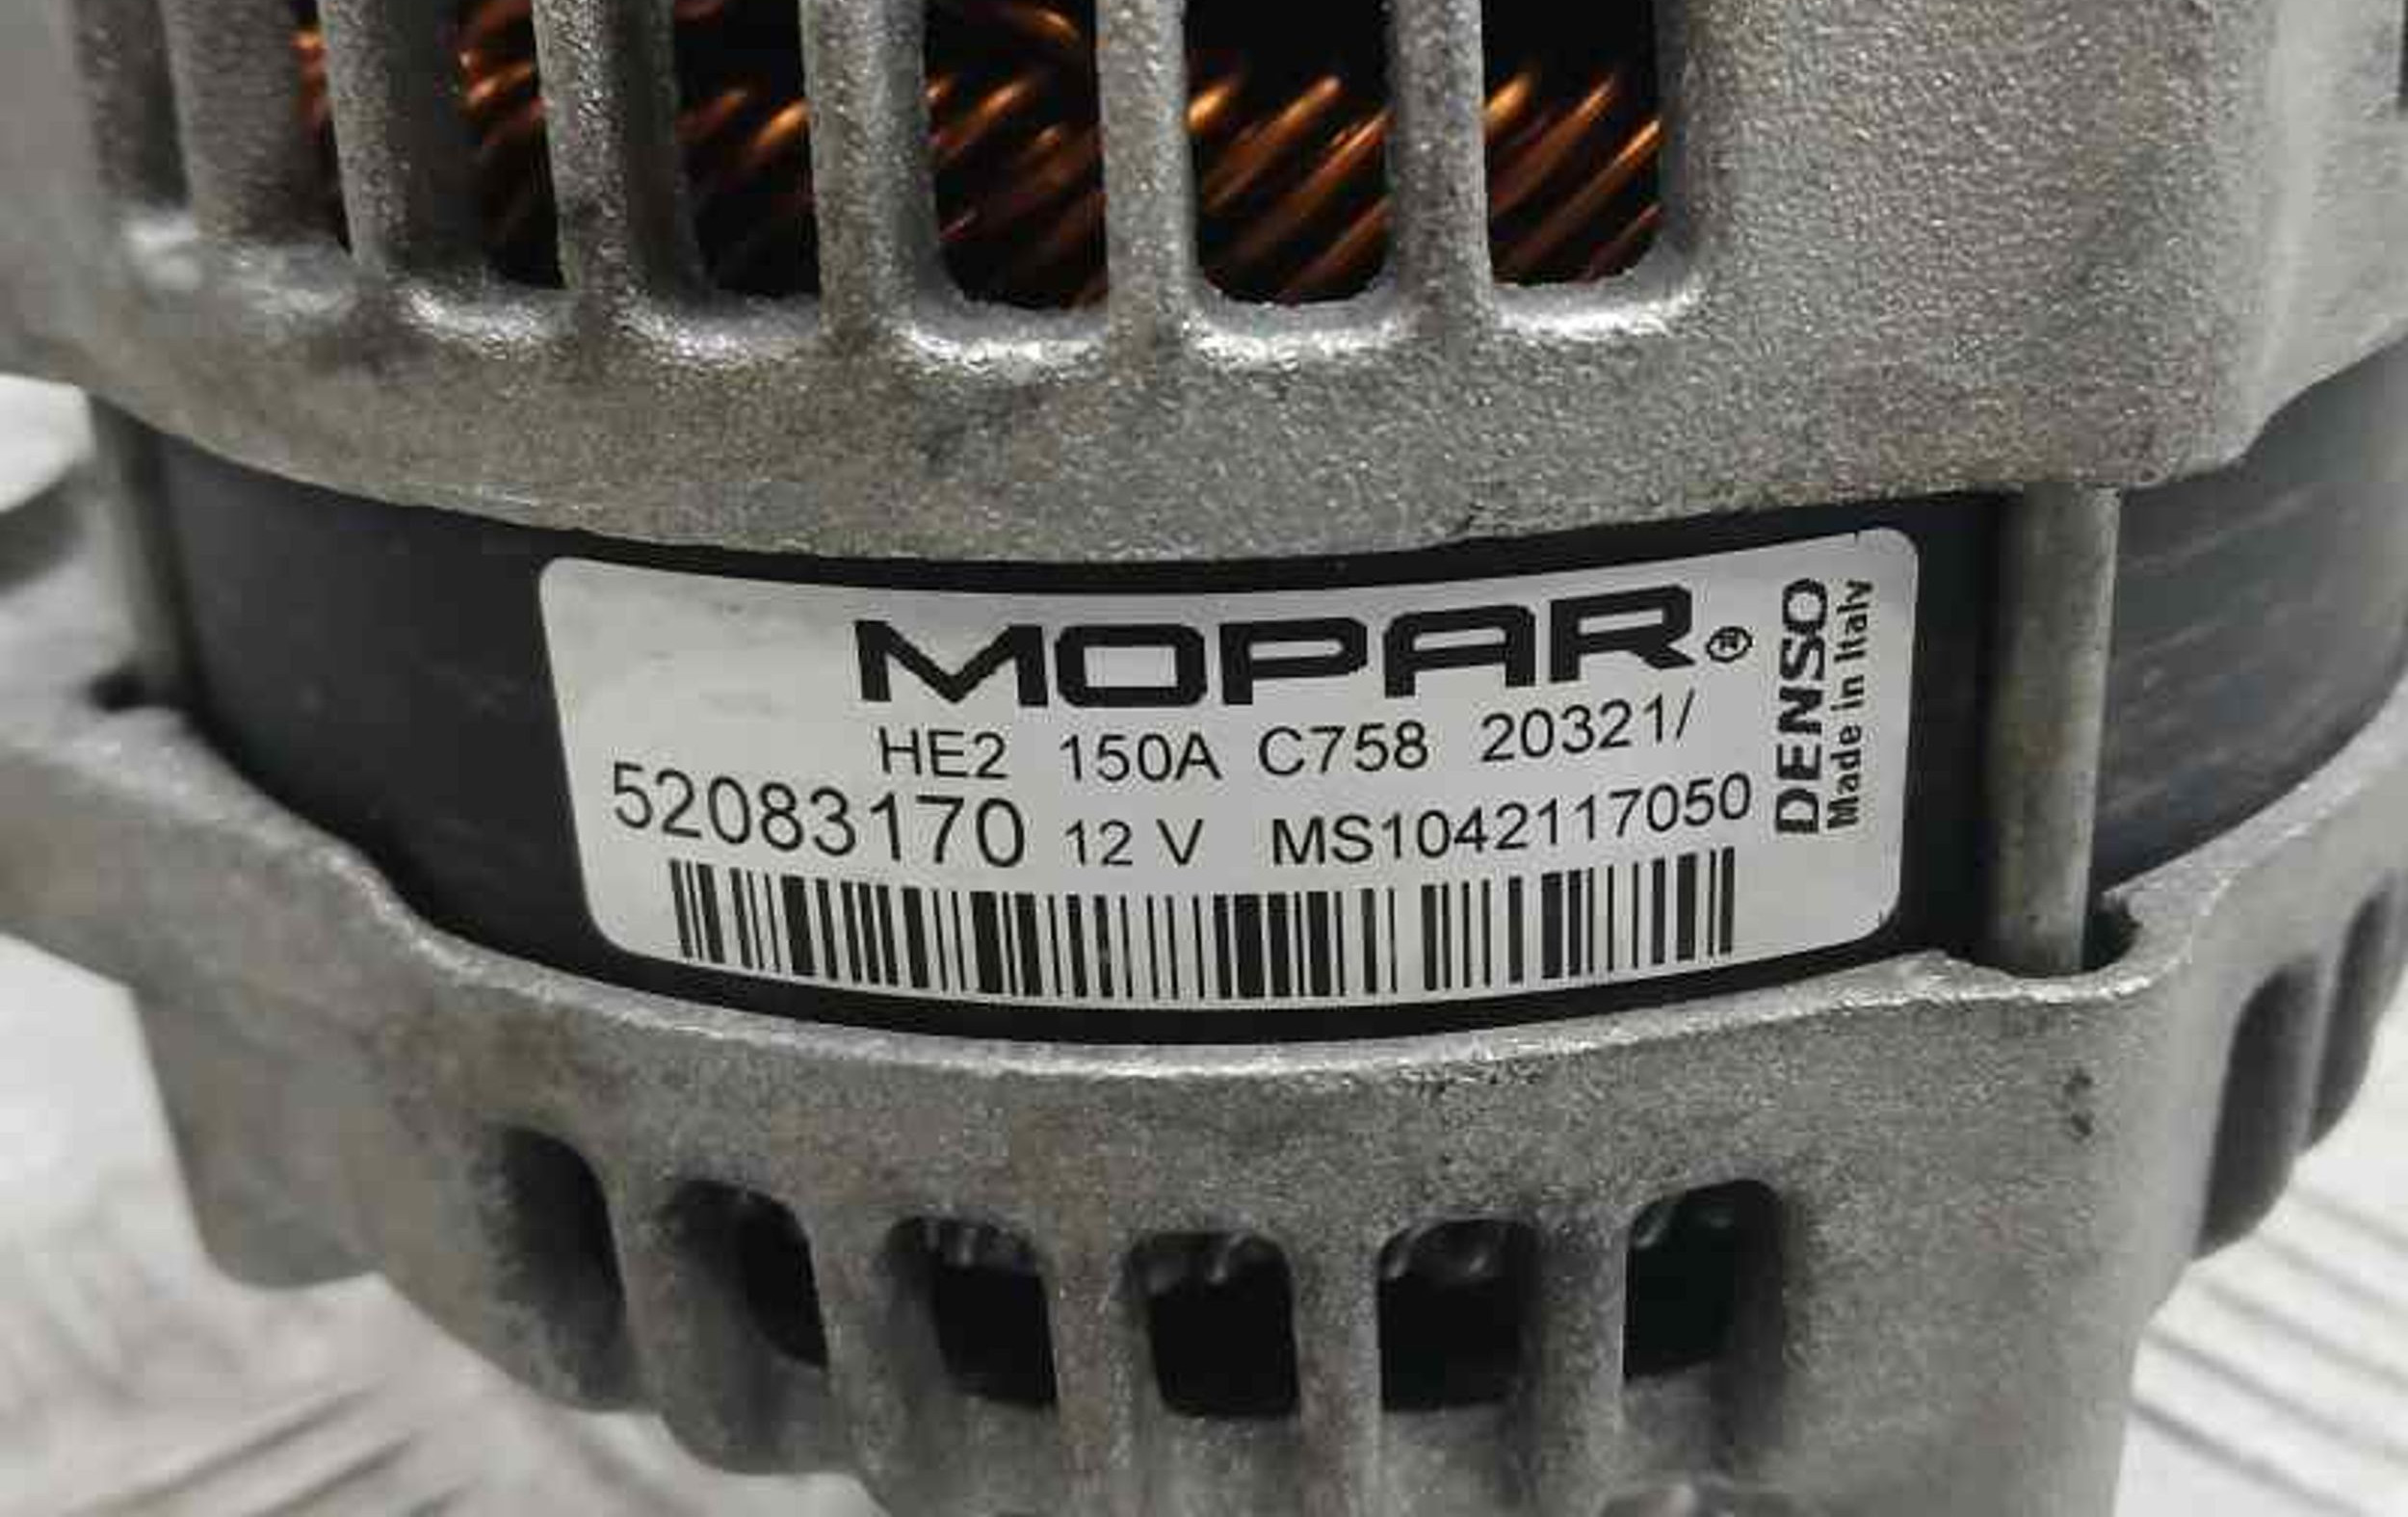 MOPAR®
HE2 150A C758 20321/
52083170 12 V MS1042117050
DENSO
Made in Italy